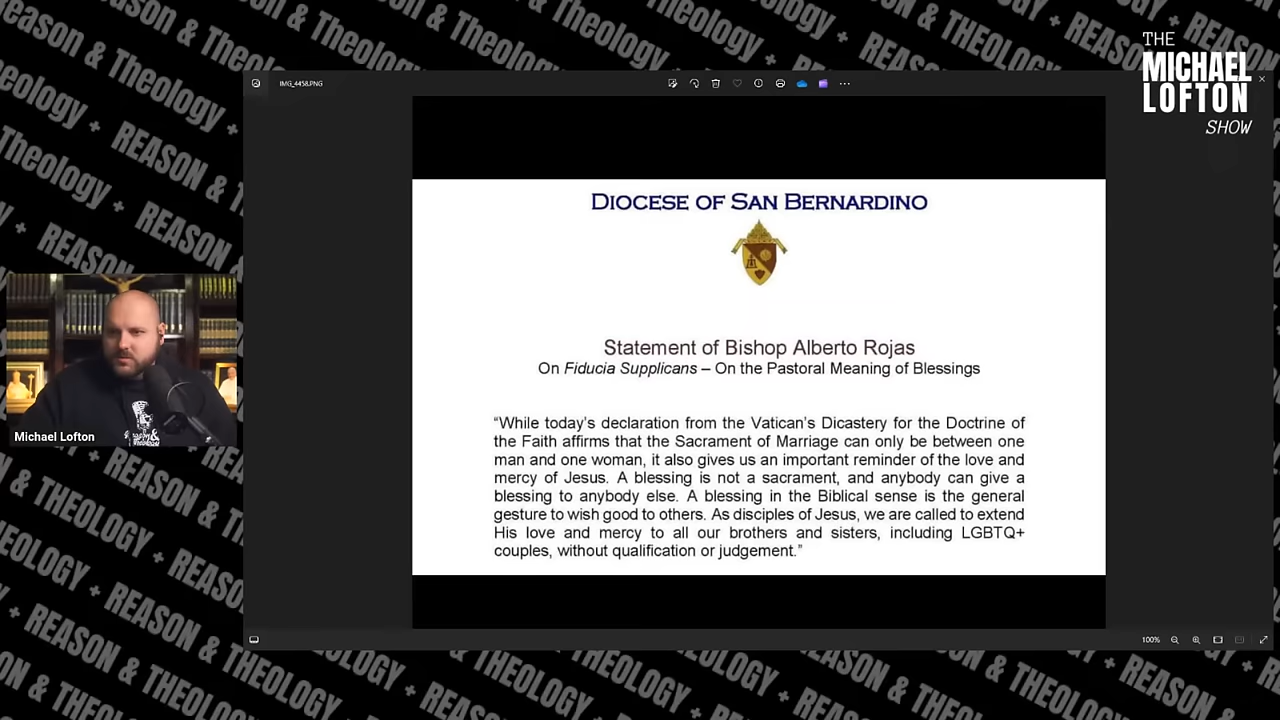 THE
MICHAEL
LOFTON
SHOW
IMG_4458.PNG
DIOCESE OF SAN BERNARDINO
Statement of Bishop Alberto Rojas
On Fiducia Supplicans – On the Pastoral Meaning of Blessings
“While today’s declaration from the Vatican’s Dicastery for the Doctrine of
the Faith affirms that the Sacrament of Marriage can only be between one
man and one woman, it also gives us an important reminder of the love and
mercy of Jesus. A blessing is not a sacrament, and anybody can give a
blessing to anybody else. A blessing in the Biblical sense is the general
gesture to wish good to others. As disciples of Jesus, we are called to extend
His love and mercy to all our brothers and sisters, including LGBTQ+
couples, without qualification or judgement.”
Michael Lofton
100%
REASON & THEOLOGY + REASON & THEOLOGY